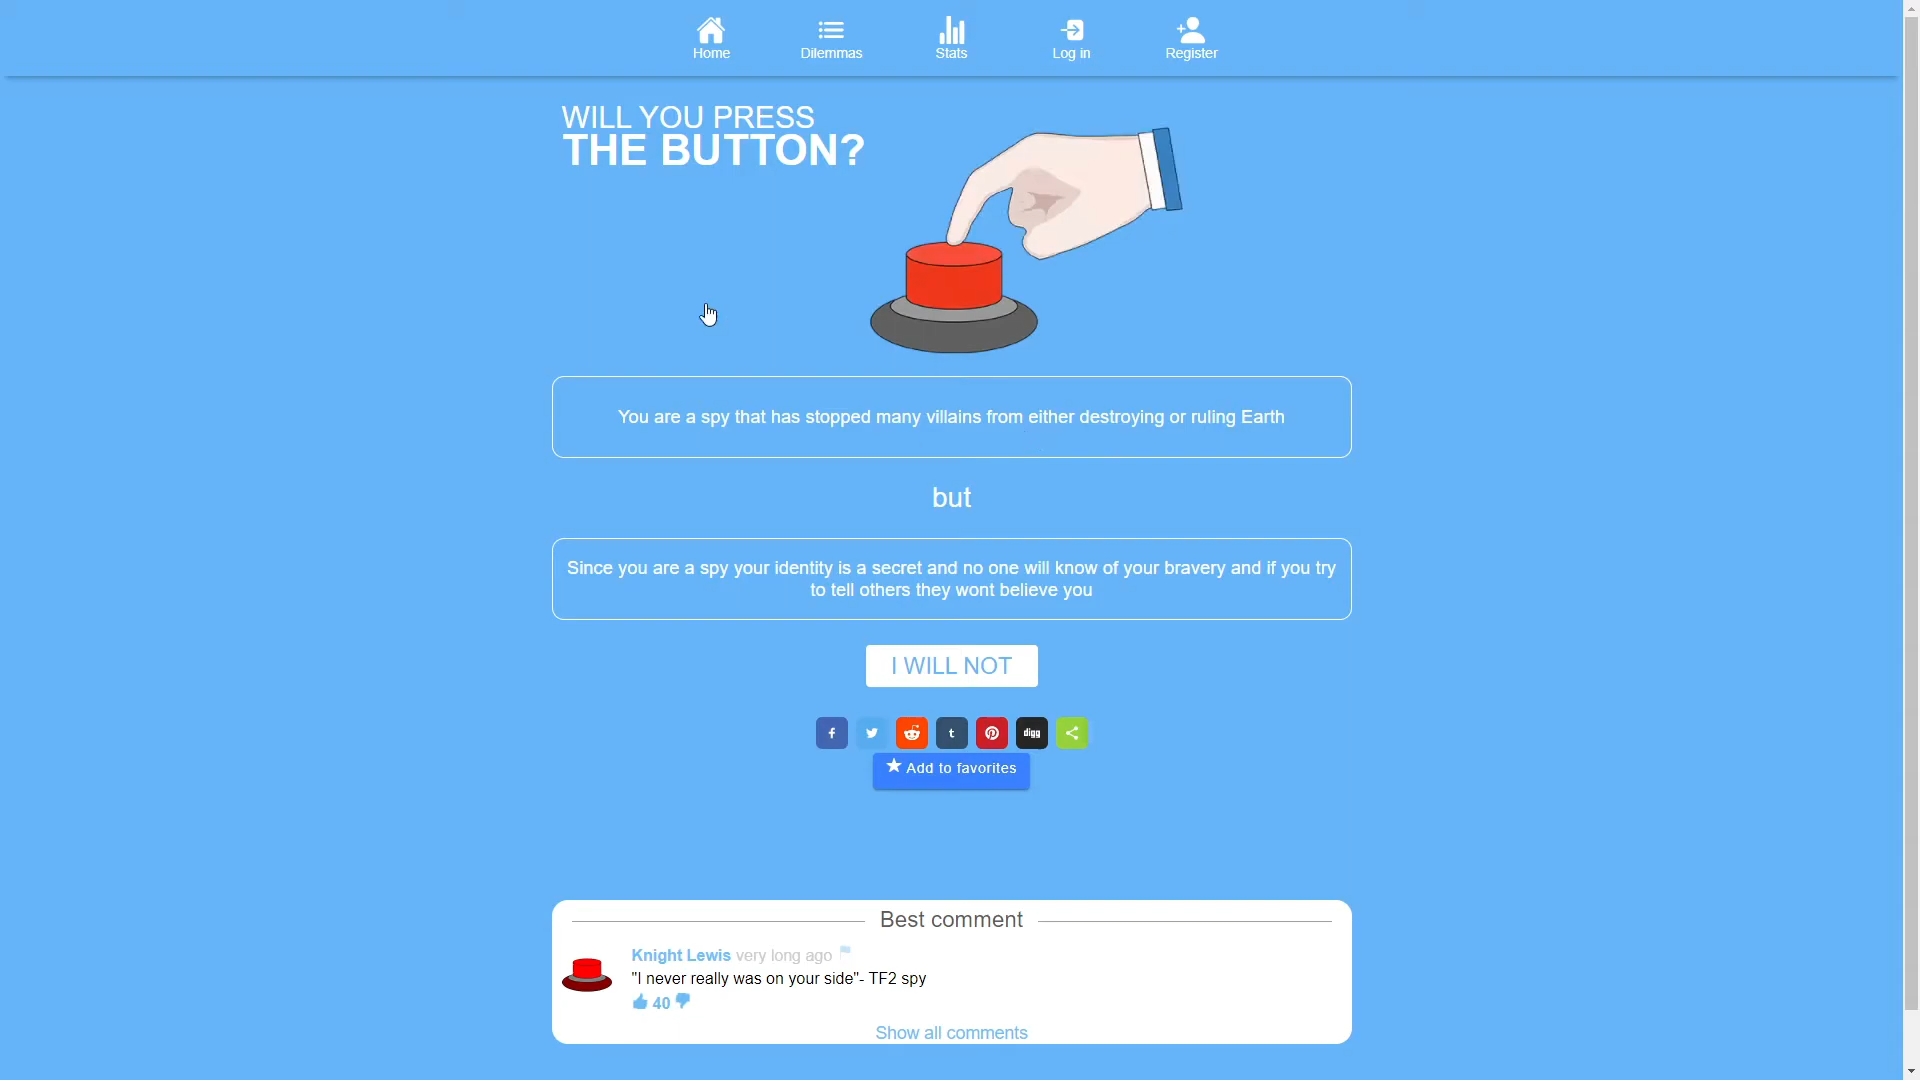 Home
Dilemmas
Stats
Log in
Register
WILL YOU PRESS
THE BUTTON?
You are a spy that has stopped many villains from either destroying or ruling Earth
but
Since you are a spy your identity is a secret and no one will know of your bravery and if you try
to tell others they wont believe you
I WILL NOT
f
t
digg
Add to favorites
Best comment
Knight Lewis very long ago
"I never really was on your side"- TF2 spy
40
Show all comments